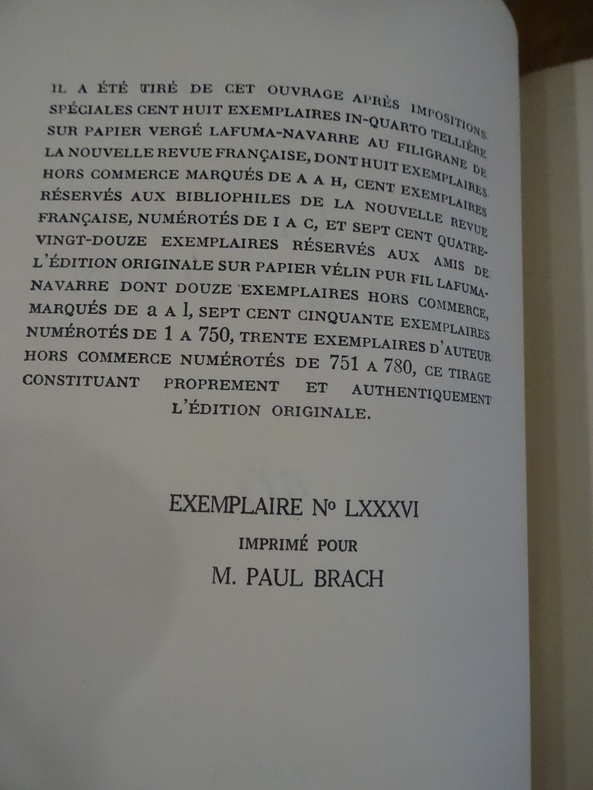 IL A ÉTÉ TIRÉ DE CET OUVRAGE APRÈS IMPOSITIONS
SPÉCIALES CENT HUIT EXEMPLAIRES IN-QUARTO TELLIÈRE
SUR PAPIER VERGÉ LAFUMA-NAVARRE AU FILIGRANE DE
LA NOUVELLE REVUE FRANÇAISE, DONT HUIT EXEMPLAIRES
HORS COMMERCE MARQUÉS DE A A H, CENT EXEMPLAIRES
RÉSERVÉS AUX BIBLIOPHILES DE LA NOUVELLE REVUE
FRANÇAISE, NUMÉROTÉS DE I A C, ET SEPT CENT QUATRE-
VINGT-DOUZE EXEMPLAIRES RÉSERVÉS AUX AMIS DE
L'ÉDITION ORIGINALE SUR PAPIER VÉLIN PUR FIL LAFUMA-
NAVARRE DONT DOUZE EXEMPLAIRES HORS COMMERCE,
MARQUÉS DE a A l, SEPT CENT CINQUANTE EXEMPLAIRES
NUMÉROTÉS DE 1 A 750, TRENTE EXEMPLAIRES D'AUTEUR
HORS COMMERCE NUMÉROTÉS DE 751 A 780, CE TIRAGE
CONSTITUANT PROPREMENT ET AUTHENTIQUEMENT
L'ÉDITION ORIGINALE.
EXEMPLAIRE Nº LXXXVI
IMPRIMÉ POUR
M. PAUL BRACH